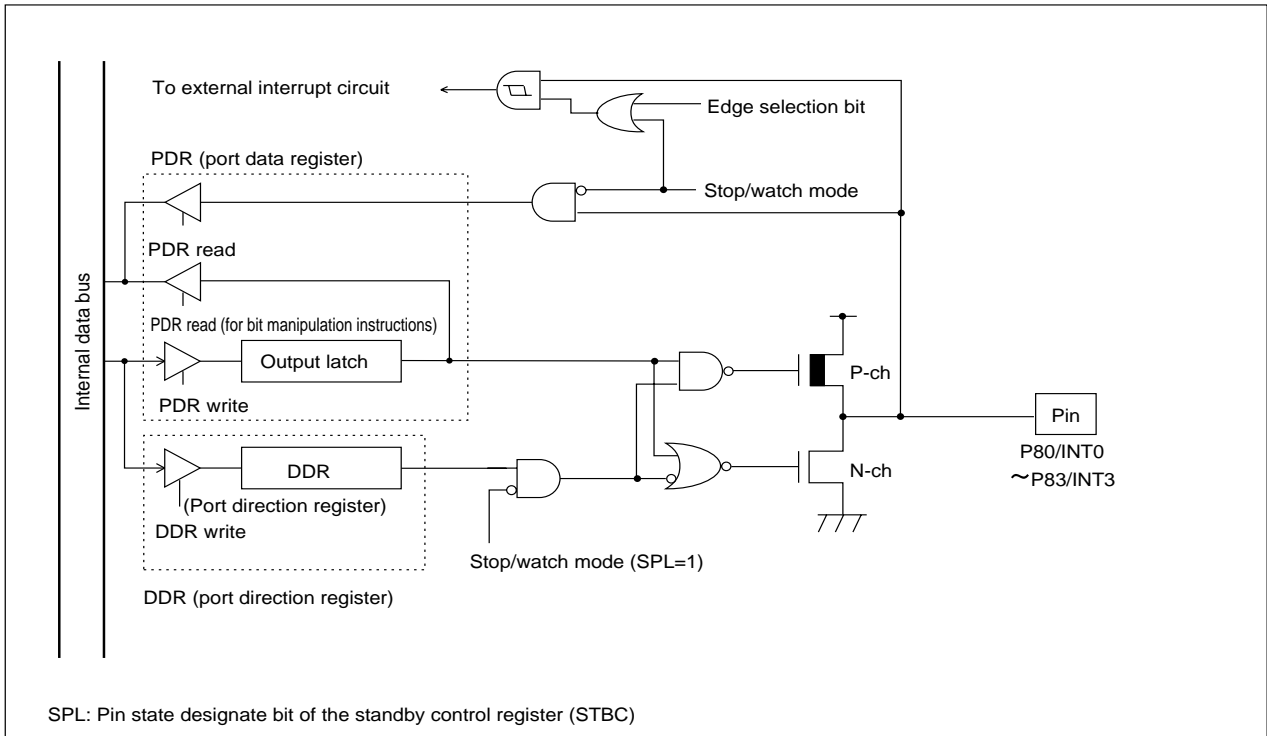 To external interrupt circuit
Edge selection bit
PDR (port data register)
Stop/watch mode
PDR read
Internal data bus
PDR read (for bit manipulation instructions)
Output latch
P-ch
PDR write
Pin
P80/INT0
~P83/INT3
DDR
N-ch
(Port direction register)
DDR write
Stop/watch mode (SPL=1)
DDR (port direction register)
SPL: Pin state designate bit of the standby control register (STBC)